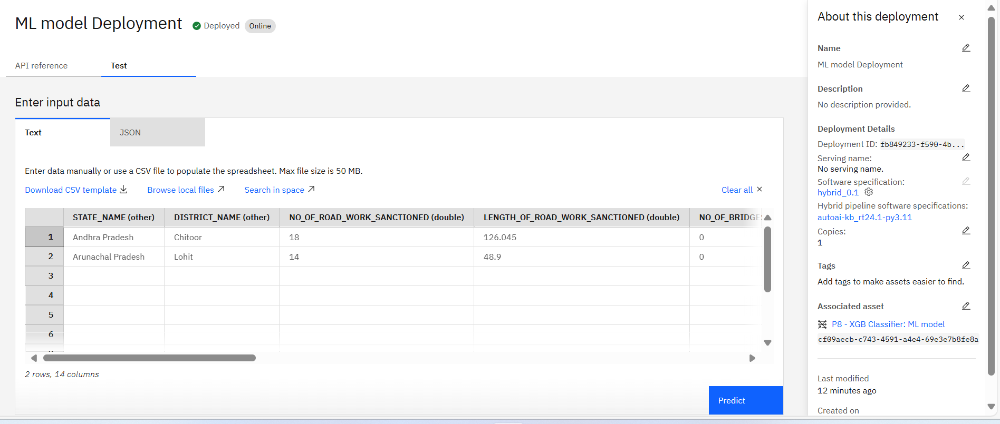 ML model Deployment
Deployed
Online
API reference
Test
Enter input data
Text
JSON
Enter data manually or use a CSV file to populate the spreadsheet. Max file size is 50 MB.
Download CSV template
Browse local files
Search in space
Clear all
STATE_NAME (other) DISTRICT_NAME (other) NO_OF_ROAD_WORK_SANCTIONED (double) LENGTH_OF_ROAD_WORK_SANCTIONED (double) NO_OF_BRIDGES
1 Andhra Pradesh Chitoor 18 126.045 0
2 Arunachal Pradesh Lohit 14 48.9 0
3
4
5
6
2 rows, 14 columns
Predict
About this deployment
Name
ML model Deployment
Description
No description provided.
Deployment Details
Deployment ID: fb849233-f590-4b...
Serving name:
No serving name.
Software specification:
hybrid_0.1
Hybrid pipeline software specifications:
autoai-kb_rt24.1-py3.11
Copies:
1
Tags
Add tags to make assets easier to find.
Associated asset
P8 - XGB Classifier: ML model
cf09aecb-c743-4591-a4e4-69e3e7b8fe8a
Last modified
12 minutes ago
Created on